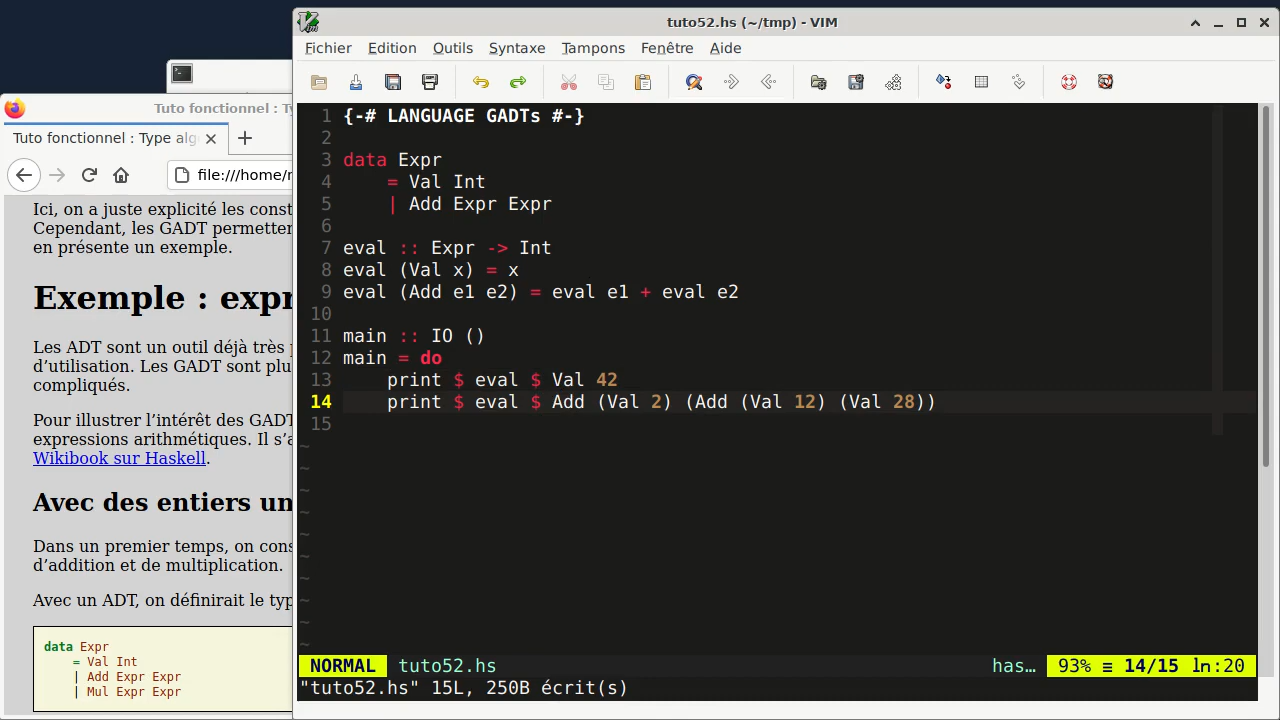 tuto52.hs (~/tmp) - VIM
Fichier Edition Outils Syntaxe Tampons Fenêtre Aide
1 {-# LANGUAGE GADTs #-}
2
3 data Expr
4     = Val Int
5     | Add Expr Expr
6
7 eval :: Expr -> Int
8 eval (Val x) = x
9 eval (Add e1 e2) = eval e1 + eval e2
10
11 main :: IO ()
12 main = do
13     print $ eval $ Val 42
14     print $ eval $ Add (Val 2) (Add (Val 12) (Val 28))
15
~
~
~
~
~
~
~
~
~
~
NORMAL tuto52.hs has… 93% ≡ 14/15 ln:20
"tuto52.hs" 15L, 250B écrit(s)
Tuto fonctionnel : Ty
Tuto fonctionnel : Type alg
file:///home/
Ici, on a juste explicité les const
Cependant, les GADT permetten
en présente un exemple.
Exemple : expr
Les ADT sont un outil déjà très
d’utilisation. Les GADT sont plu
compliqués.
Pour illustrer l’intérêt des GADT
expressions arithmétiques. Il s’a
Wikibook sur Haskell.
Avec des entiers un
Dans un premier temps, on cons
d’addition et de multiplication.
Avec un ADT, on définirait le typ
data Expr
    = Val Int
    | Add Expr Expr
    | Mul Expr Expr